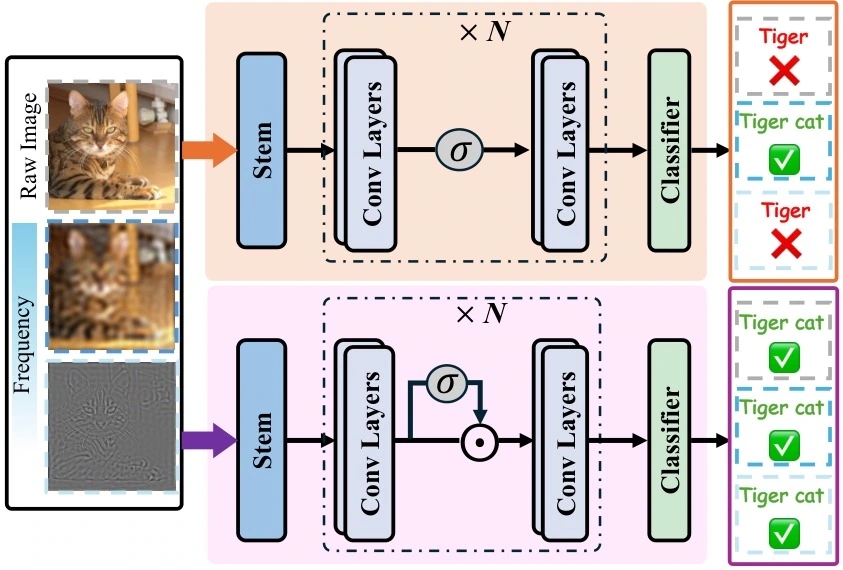 Raw Image
Frequency
× N
Stem
Conv Layers
σ
Conv Layers
Classifier
Tiger
Tiger cat
Tiger
× N
Stem
Conv Layers
σ
Conv Layers
Classifier
Tiger cat
Tiger cat
Tiger cat